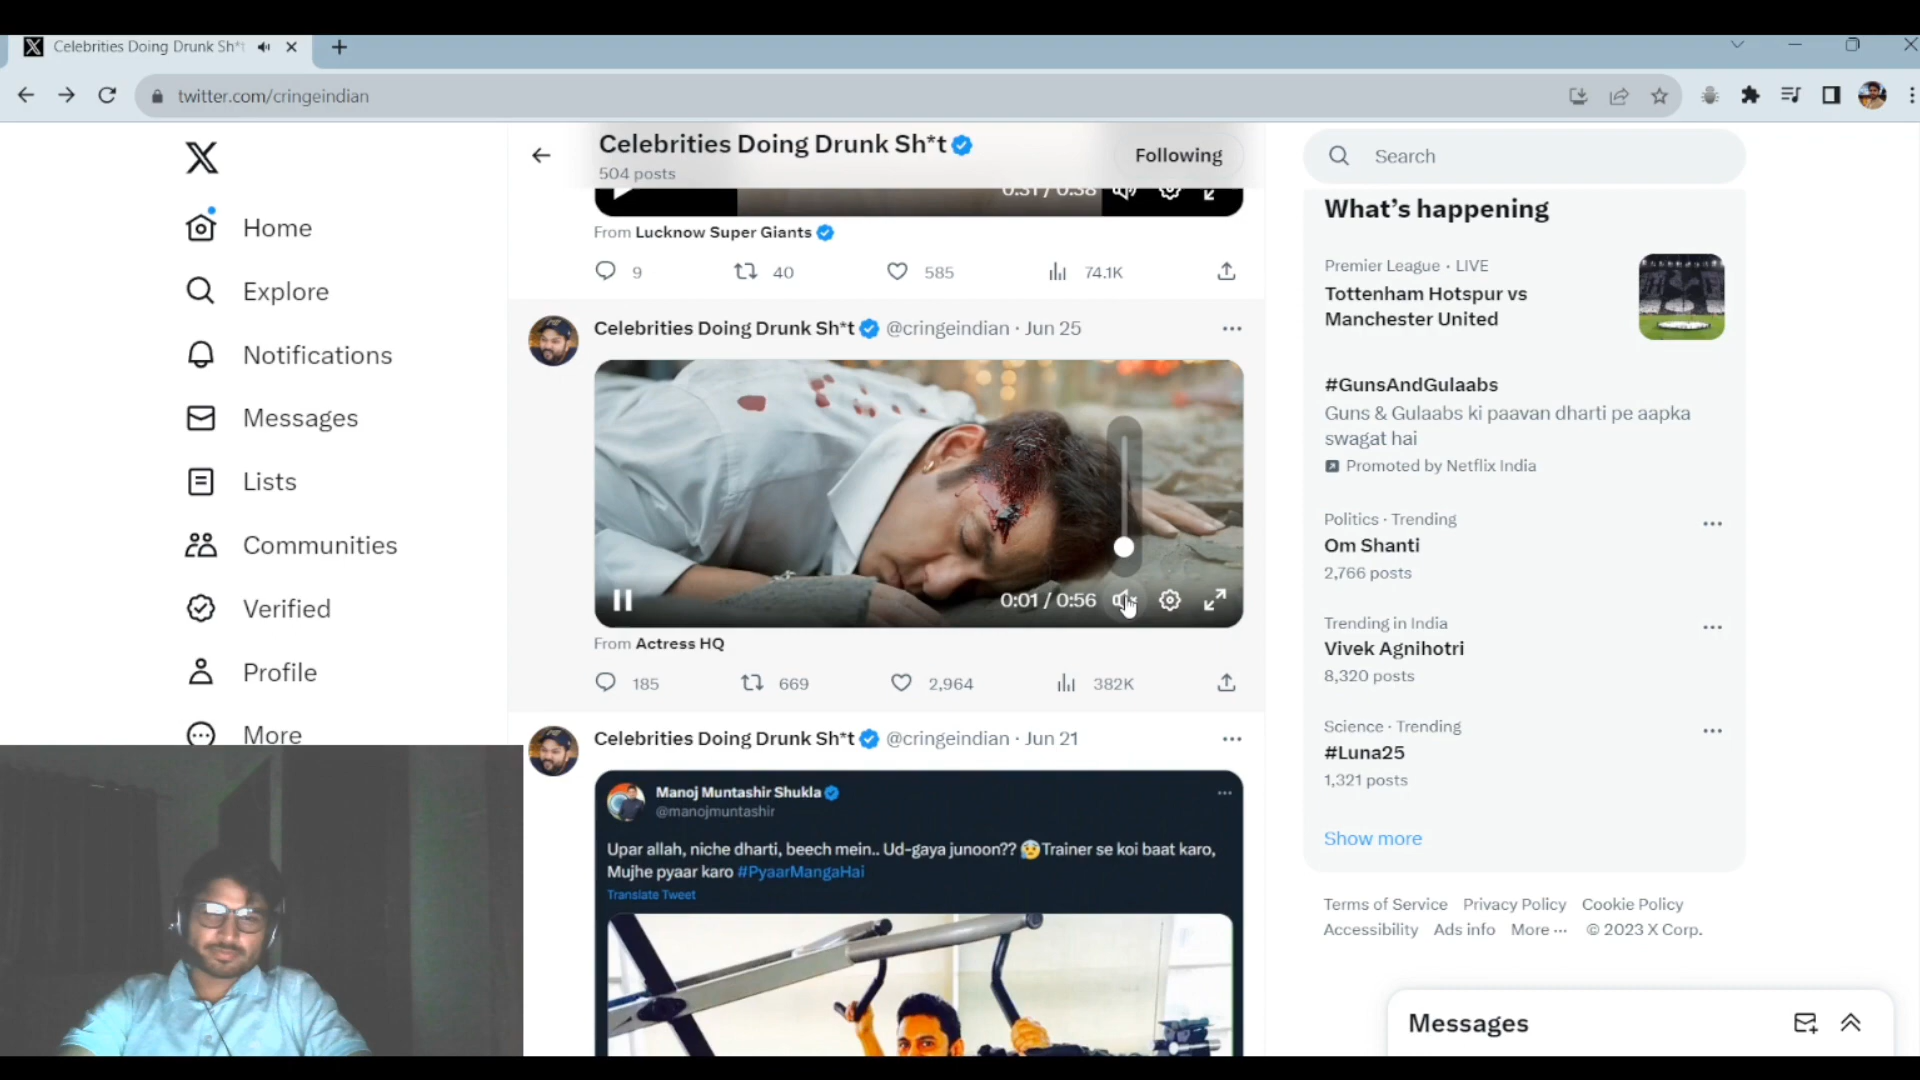 Celebrities Doing Drunk Sh*t
twitter.com/cringeindian
Home
Explore
Notifications
Messages
Lists
Communities
Verified
Profile
More
Celebrities Doing Drunk Sh*t
504 posts
Following
0:31 / 0:38
From Lucknow Super Giants
9 40 585 74.1K
Celebrities Doing Drunk Sh*t @cringeindian · Jun 25
0:01 / 0:56
From Actress HQ
185 669 2,964 382K
Celebrities Doing Drunk Sh*t @cringeindian · Jun 21
Manoj Muntashir Shukla
@manojmuntashir
Upar allah, niche dharti, beech mein.. Ud-gaya junoon?? 😰Trainer se koi baat karo,
Mujhe pyaar karo #PyaarMangaHai
Translate Tweet
Search
What's happening
Premier League · LIVE
Tottenham Hotspur vs
Manchester United
#GunsAndGulaabs
Guns & Gulaabs ki paavan dharti pe aapka
swagat hai
Promoted by Netflix India
Politics · Trending
Om Shanti
2,766 posts
Trending in India
Vivek Agnihotri
8,320 posts
Science · Trending
#Luna25
1,321 posts
Show more
Terms of Service Privacy Policy Cookie Policy
Accessibility Ads info More ··· © 2023 X Corp.
Messages